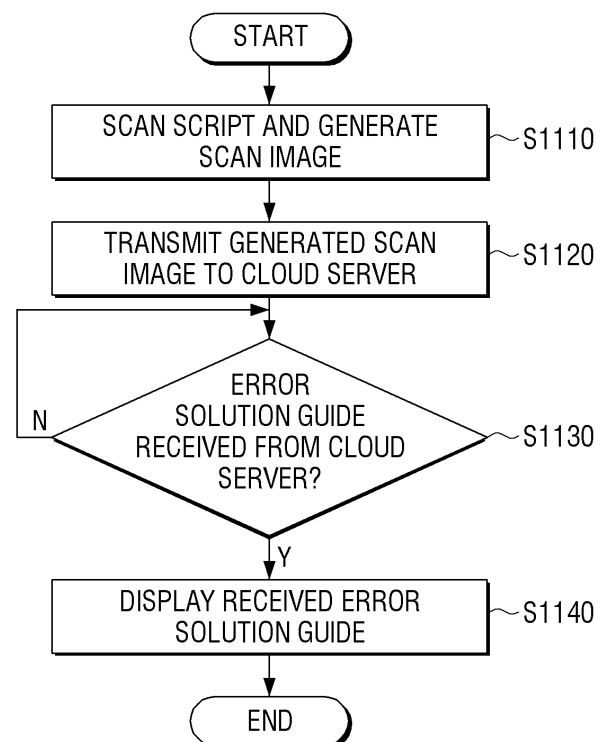 START
SCAN SCRIPT AND GENERATE
SCAN IMAGE
S1110
TRANSMIT GENERATED SCAN
IMAGE TO CLOUD SERVER
S1120
ERROR
SOLUTION GUIDE
RECEIVED FROM CLOUD
SERVER?
S1130
N
Y
DISPLAY RECEIVED ERROR
SOLUTION GUIDE
S1140
END